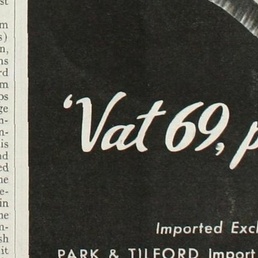 'Vat 69, p
Imported Excl
PARK & TILFORD Import